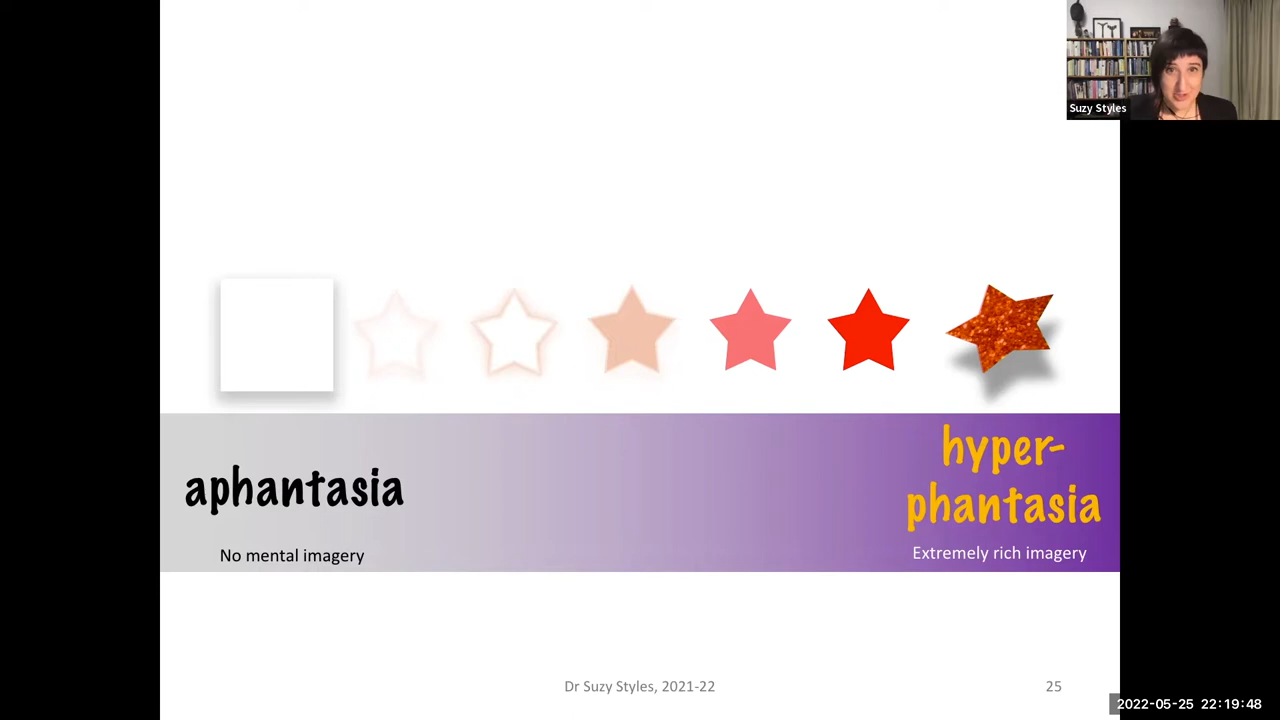 Suzy Styles
aphantasia
No mental imagery
hyper-
phantasia
Extremely rich imagery
Dr Suzy Styles, 2021-22
25
2022-05-25 22:19:48